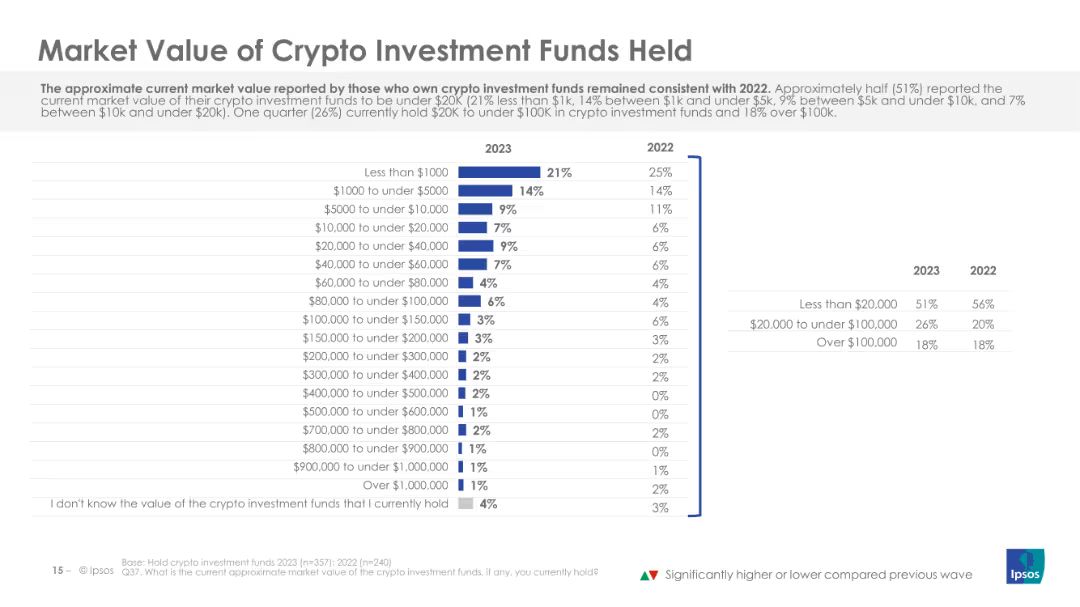 Market Value of Crypto Investment Funds Held
The approximate current market value reported by those who own crypto investment funds remained consistent with 2022. Approximately half (51%) reported the
current market value of their crypto investment funds to be under $20K (21% less than $1k, 14% between $1k and under $5k, 9% between $5k and under $10k, and 7%
between $10k and under $20k). One quarter (26%) currently hold $20K to under $100K in crypto investment funds and 18% over $100k.
2023 2022
Less than $1000 21% 25%
$1000 to under $5000 14% 14%
$5000 to under $10,000 9% 11%
$10,000 to under $20,000 7% 6%
$20,000 to under $40,000 9% 6%
$40,000 to under $60,000 7% 6%
$60,000 to under $80,000 4% 4%
$80,000 to under $100,000 6% 4%
$100,000 to under $150,000 3% 6%
$150,000 to under $200,000 3% 3%
$200,000 to under $300,000 2% 2%
$300,000 to under $400,000 2% 2%
$400,000 to under $500,000 2% 0%
$500,000 to under $600,000 1% 0%
$700,000 to under $800,000 2% 2%
$800,000 to under $900,000 1% 0%
$900,000 to under $1,000,000 1% 1%
Over $1,000,000 1% 2%
I don't know the value of the crypto investment funds that I currently hold 4% 3%
2023 2022
Less than $20,000 51% 56%
$20,000 to under $100,000 26% 20%
Over $100,000 18% 18%
15 – © Ipsos
Base: Hold crypto investment funds 2023 (n=357); 2022 (n=240)
Q37. What is the current approximate market value of the crypto investment funds, if any, you currently hold?
Significantly higher or lower compared previous wave
Ipsos